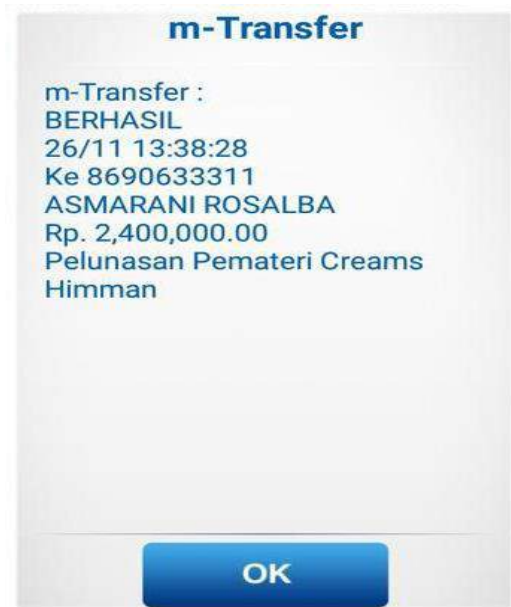 m-Transfer
m-Transfer :
BERHASIL
26/11 13:38:28
Ke 8690633311
ASMARANI ROSALBA
Rp. 2,400,000.00
Pelunasan Pemateri Creams
Himman
OK